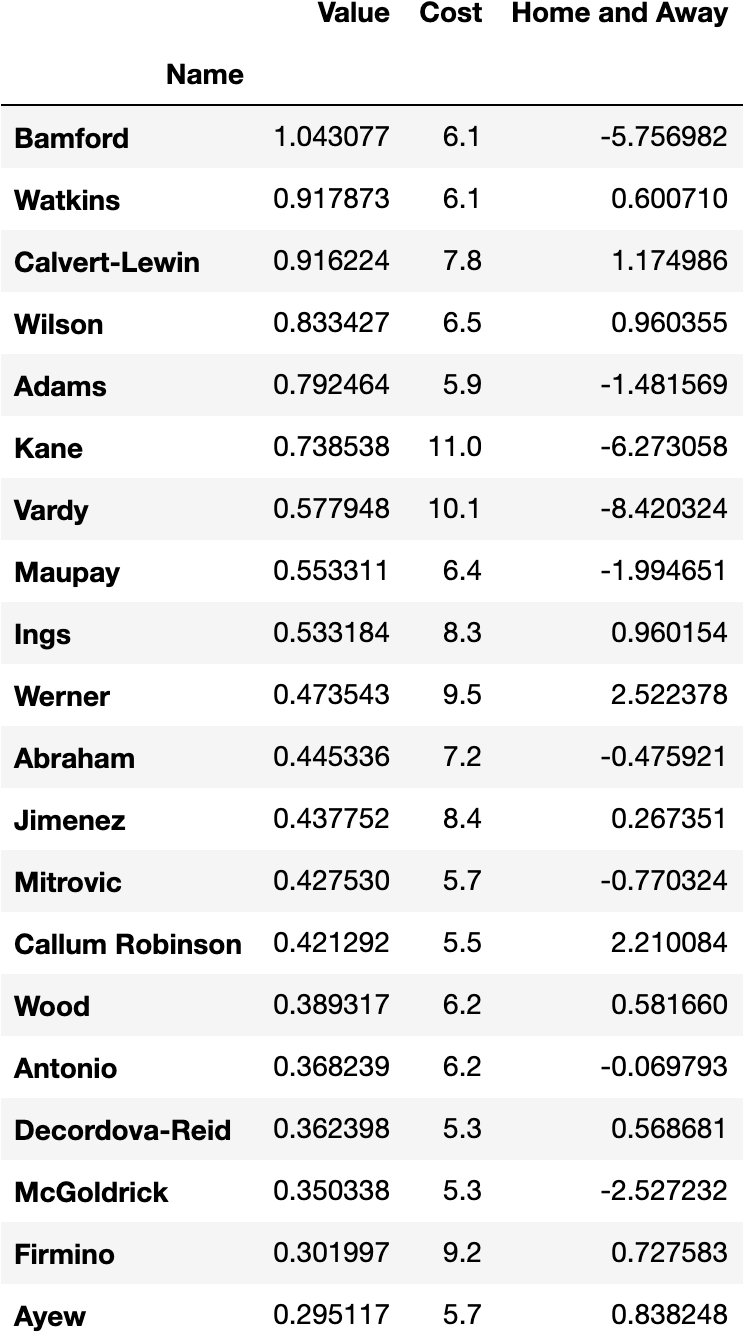 Value Cost Home and Away
Name
Bamford 1.043077 6.1 -5.756982
Watkins 0.917873 6.1 0.600710
Calvert-Lewin 0.916224 7.8 1.174986
Wilson 0.833427 6.5 0.960355
Adams 0.792464 5.9 -1.481569
Kane 0.738538 11.0 -6.273058
Vardy 0.577948 10.1 -8.420324
Maupay 0.553311 6.4 -1.994651
Ings 0.533184 8.3 0.960154
Werner 0.473543 9.5 2.522378
Abraham 0.445336 7.2 -0.475921
Jimenez 0.437752 8.4 0.267351
Mitrovic 0.427530 5.7 -0.770324
Callum Robinson 0.421292 5.5 2.210084
Wood 0.389317 6.2 0.581660
Antonio 0.368239 6.2 -0.069793
Decordova-Reid 0.362398 5.3 0.568681
McGoldrick 0.350338 5.3 -2.527232
Firmino 0.301997 9.2 0.727583
Ayew 0.295117 5.7 0.838248